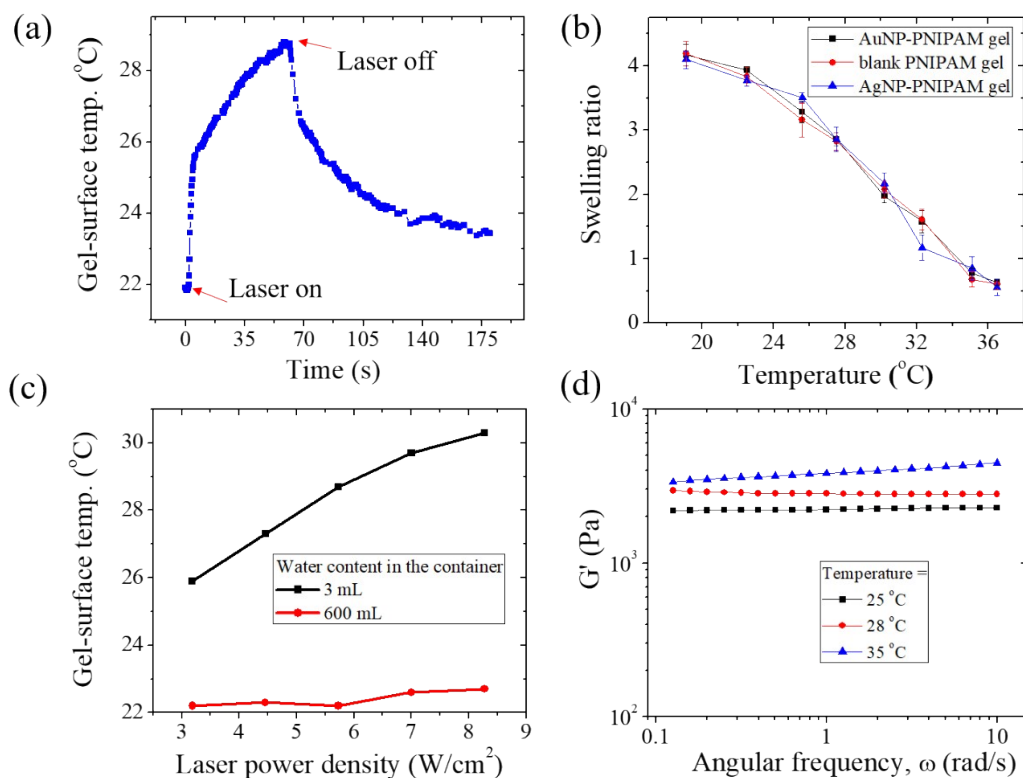 (a)
Gel-surface temp. (°C)
28
26
24
22
Laser off
Laser on
0 35 70 105 140 175
Time (s)
(b)
Swelling ratio
5
4
3
2
1
0
AuNP-PNIPAM gel
blank PNIPAM gel
AgNP-PNIPAM gel
20 24 28 32 36
Temperature (°C)
(c)
Gel-surface temp. (°C)
30
28
26
24
22
Water content in the container
3 mL
600 mL
3 4 5 6 7 8 9
Laser power density (W/cm²)
(d)
G' (Pa)
10⁴
10³
10²
Temperature =
25 °C
28 °C
35 °C
0.1 1 10
Angular frequency, ω (rad/s)